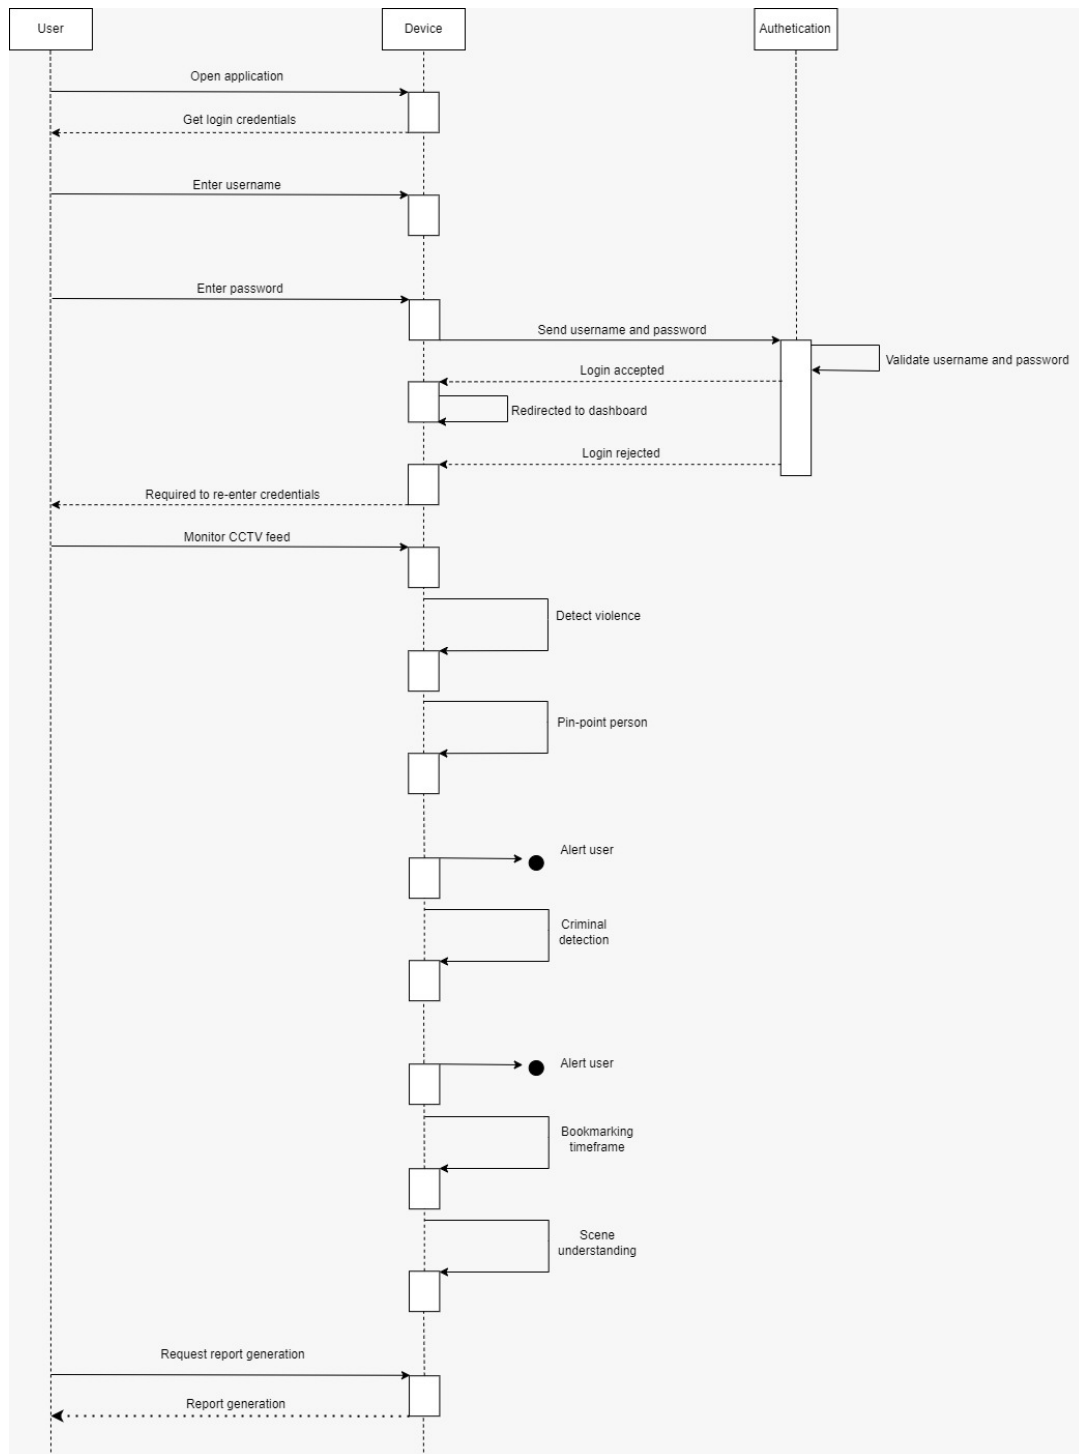 User
Device
Authetication
Open application
Get login credentials
Enter username
Enter password
Send username and password
Validate username and password
Login accepted
Redirected to dashboard
Login rejected
Required to re-enter credentials
Monitor CCTV feed
Detect violence
Pin-point person
Alert user
Criminal
detection
Alert user
Bookmarking
timeframe
Scene
understanding
Request report generation
Report generation